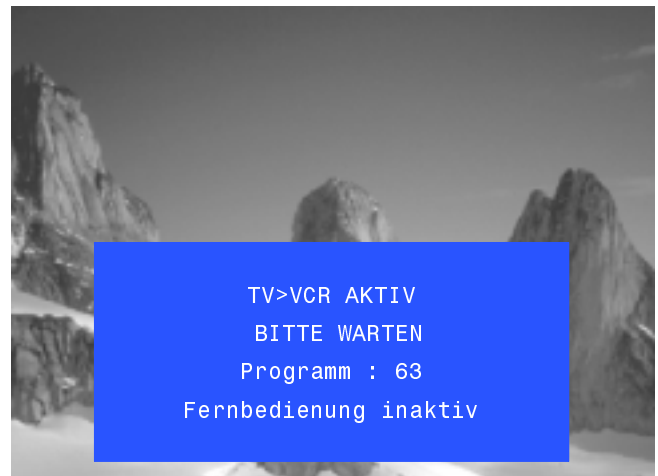 TV>VCR AKTIV
BITTE WARTEN
Programm : 63
Fernbedienung inaktiv